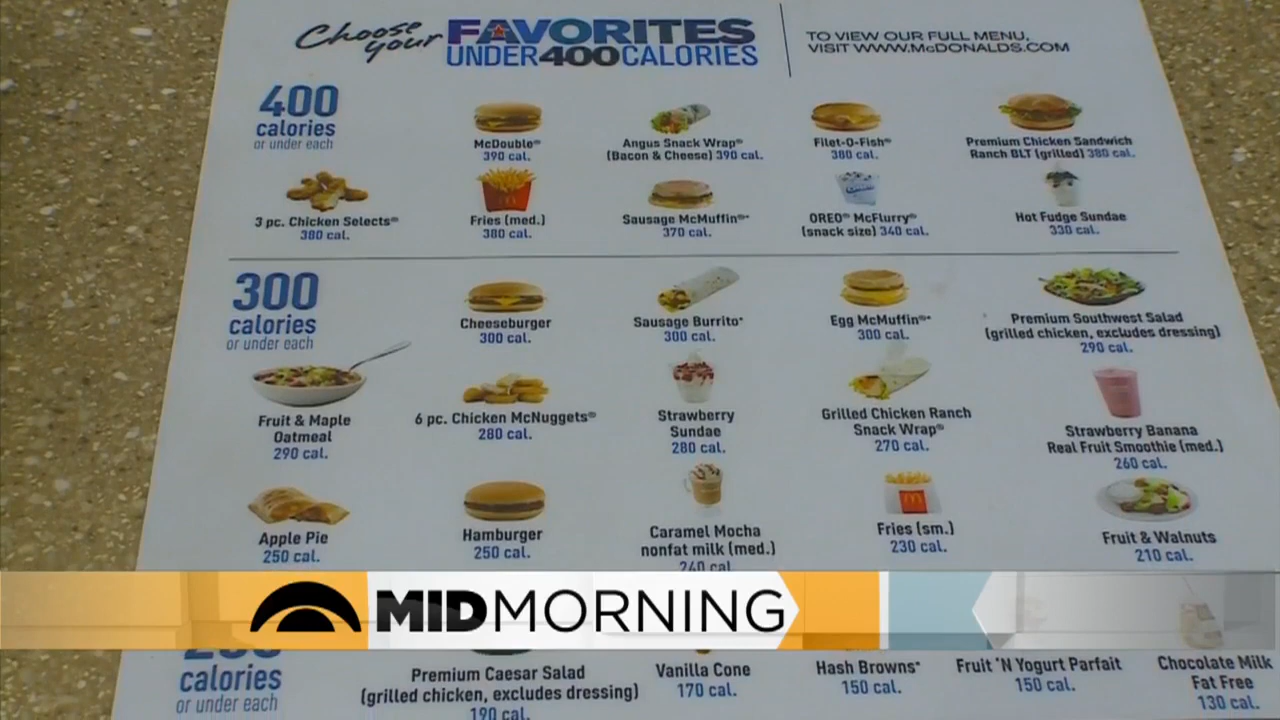 Choose your FAVORITES
UNDER 400 CALORIES
TO VIEW OUR FULL MENU,
VISIT WWW.McDONALDS.COM
400
calories
or under each
McDouble®
390 cal.
Angus Snack Wrap®
(Bacon & Cheese) 390 cal.
Filet-O-Fish®
380 cal.
Premium Chicken Sandwich
Ranch BLT (grilled) 380 cal.
3 pc. Chicken Selects®
380 cal.
Fries (med.)
380 cal.
Sausage McMuffin®*
370 cal.
OREO® McFlurry®
(snack size) 340 cal.
Hot Fudge Sundae
330 cal.
300
calories
or under each
Cheeseburger
300 cal.
Sausage Burrito*
300 cal.
Egg McMuffin®*
300 cal.
Premium Southwest Salad
(grilled chicken, excludes dressing)
290 cal.
Fruit & Maple
Oatmeal
290 cal.
6 pc. Chicken McNuggets®
280 cal.
Strawberry
Sundae
280 cal.
Grilled Chicken Ranch
Snack Wrap®
270 cal.
Strawberry Banana
Real Fruit Smoothie (med.)
260 cal.
Apple Pie
250 cal.
Hamburger
250 cal.
Caramel Mocha
nonfat milk (med.)
240 cal.
Fries (sm.)
230 cal.
Fruit & Walnuts
210 cal.
MIDMORNING
calories
or under each
Premium Caesar Salad
(grilled chicken, excludes dressing)
190 cal.
Vanilla Cone
170 cal.
Hash Browns*
150 cal.
Fruit 'N Yogurt Parfait
150 cal.
Chocolate Milk
Fat Free
130 cal.